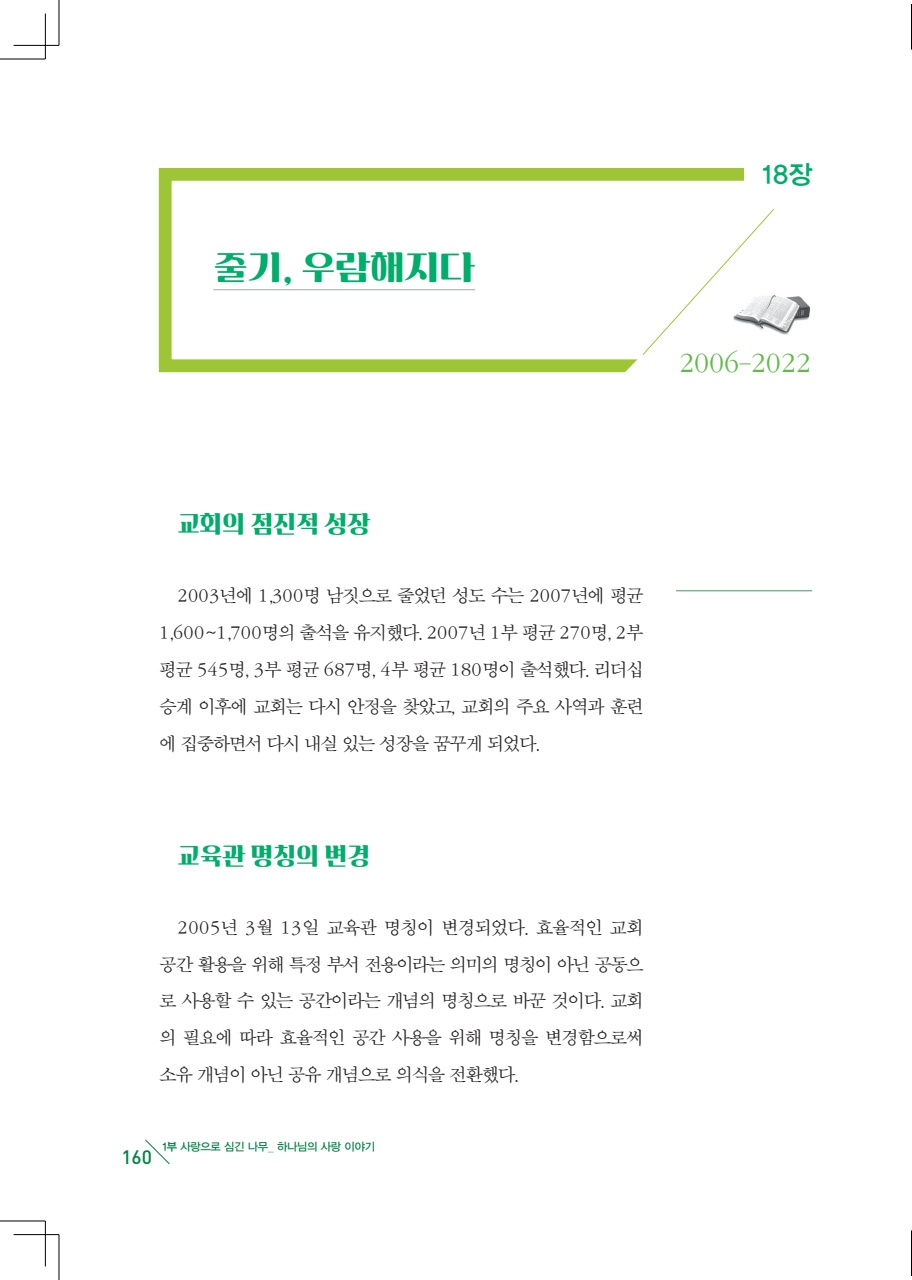 18장
줄기, 우람해지다
2006-2022
교회의 점진적 성장
2003년에 1,300명 남짓으로 줄었던 성도 수는 2007년에 평균
1,600~1,700명의 출석을 유지했다. 2007년 1부 평균 270명, 2부
평균 545명, 3부 평균 687명, 4부 평균 180명이 출석했다. 리더십
승계 이후에 교회는 다시 안정을 찾았고, 교회의 주요 사역과 훈련
에 집중하면서 다시 내실 있는 성장을 꿈꾸게 되었다.
교육관 명칭의 변경
2005년 3월 13일 교육관 명칭이 변경되었다. 효율적인 교회
공간 활용을 위해 특정 부서 전용이라는 의미의 명칭이 아닌 공동으
로 사용할 수 있는 공간이라는 개념의 명칭으로 바꾼 것이다. 교회
의 필요에 따라 효율적인 공간 사용을 위해 명칭을 변경함으로써
소유 개념이 아닌 공유 개념으로 의식을 전환했다.
160 1부 사랑으로 심긴 나무_ 하나님의 사랑 이야기